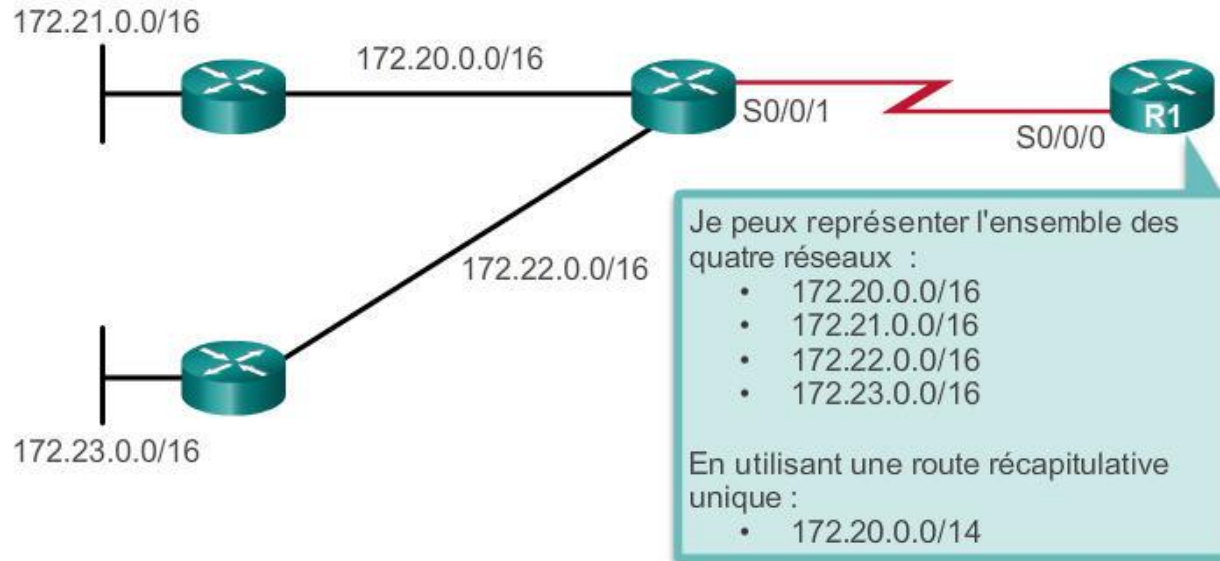 172.21.0.0/16
172.20.0.0/16
S0/0/1
S0/0/0
R1
172.22.0.0/16
172.23.0.0/16
Je peux représenter l'ensemble des
quatre réseaux :
• 172.20.0.0/16
• 172.21.0.0/16
• 172.22.0.0/16
• 172.23.0.0/16
En utilisant une route récapitulative
unique :
• 172.20.0.0/14